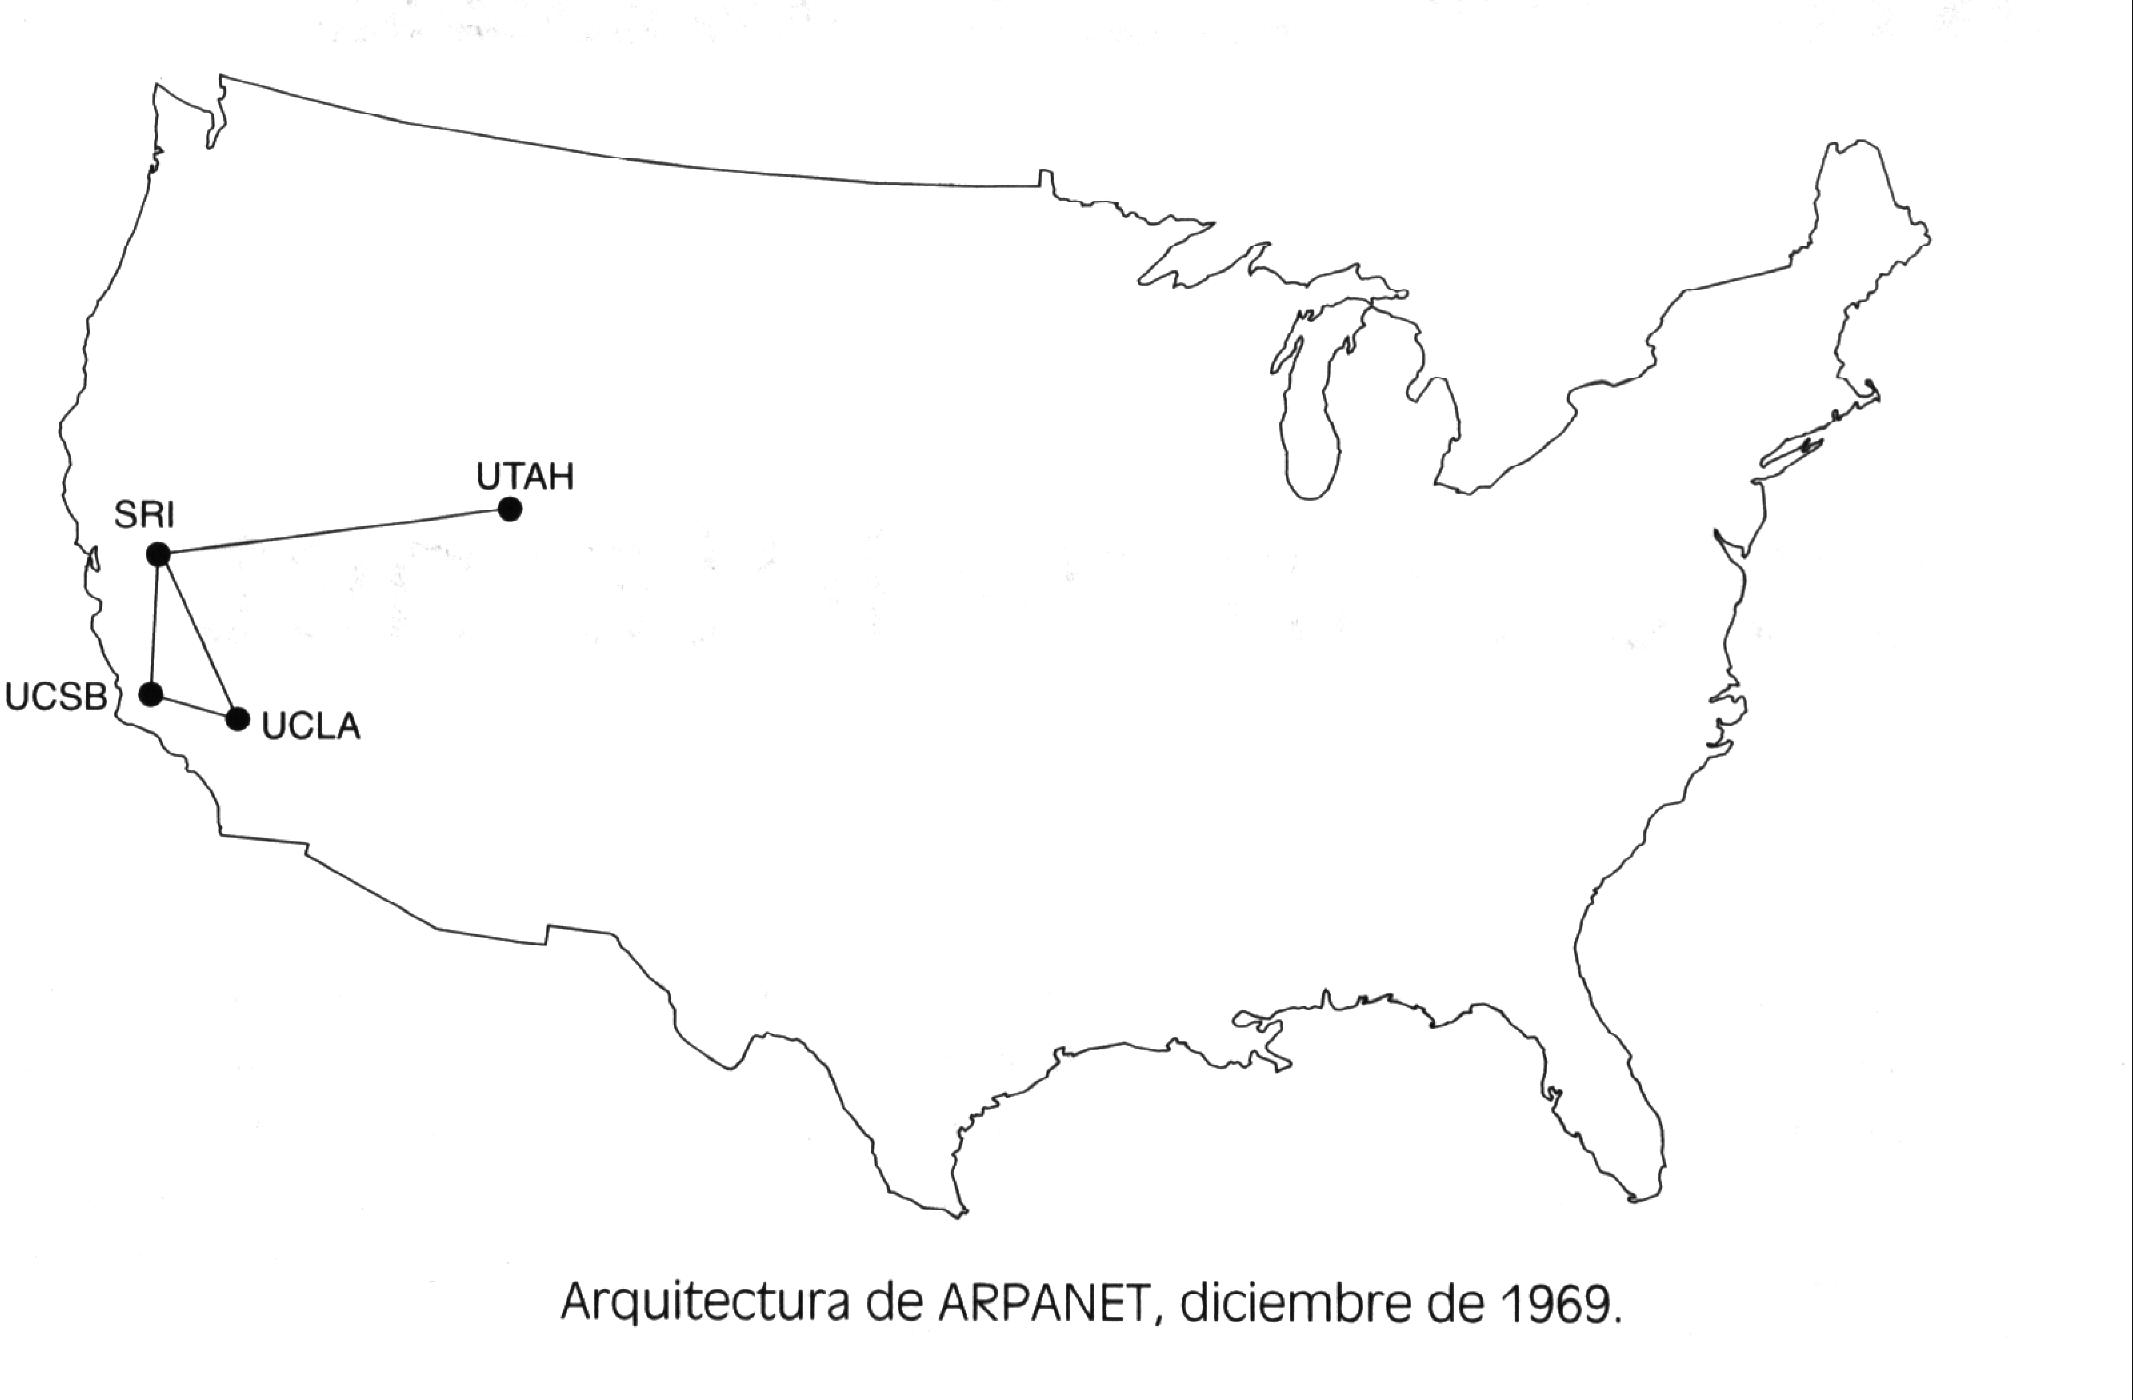 UTAH
SRI
UCSB
UCLA
Arquitectura de ARPANET, diciembre de 1969.